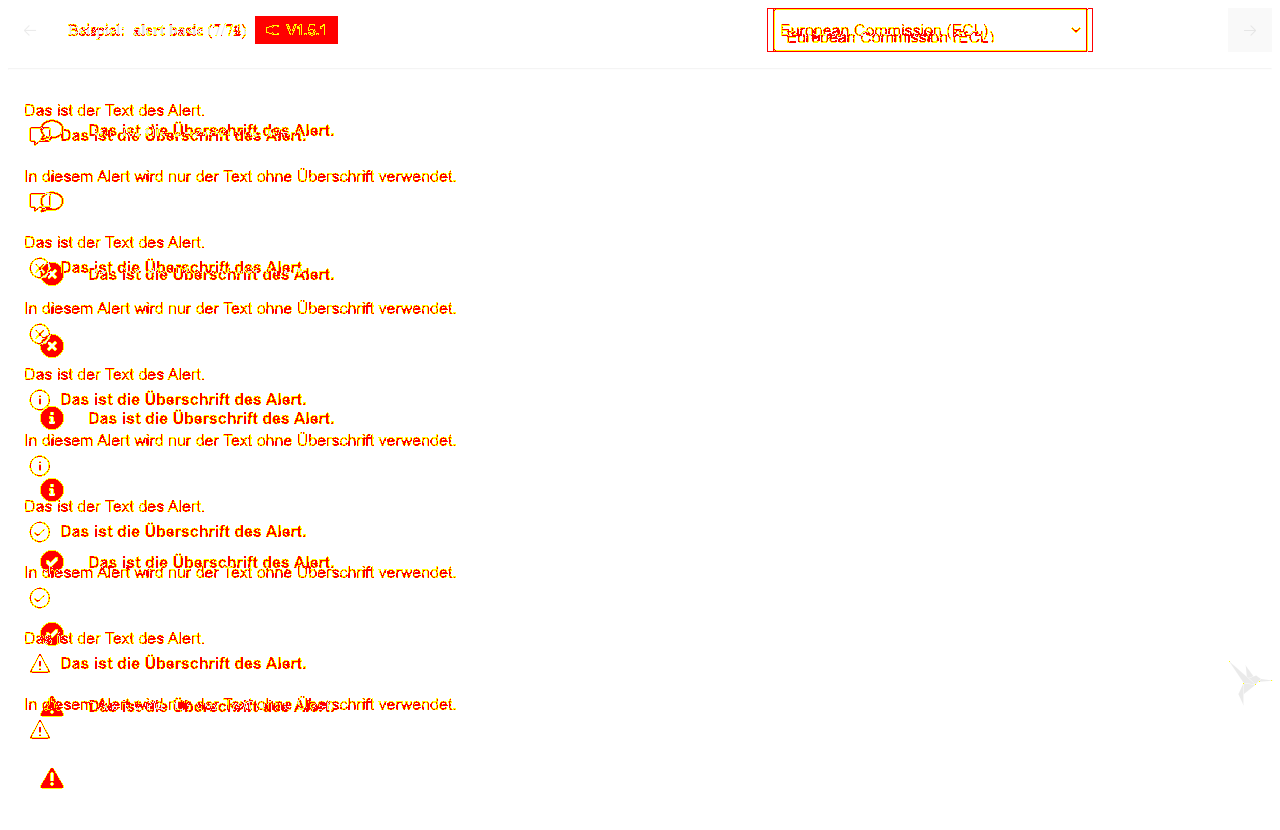 Beispiel: alert basic V1.6.1 European Commission (ECL)
European Commission (ECL)
Das ist der Text des Alert.
Das ist die Überschrift des Alert.
Das ist die Überschrift des Alert.
In diesem Alert wird nur der Text ohne Überschrift verwendet.
Das ist der Text des Alert.
Das ist die Überschrift des Alert.
Das ist die Überschrift des Alert.
In diesem Alert wird nur der Text ohne Überschrift verwendet.
Das ist der Text des Alert.
Das ist die Überschrift des Alert.
Das ist die Überschrift des Alert.
In diesem Alert wird nur der Text ohne Überschrift verwendet.
Das ist der Text des Alert.
Das ist die Überschrift des Alert.
Das ist die Überschrift des Alert.
In diesem Alert wird nur der Text ohne Überschrift verwendet.
Das ist der Text des Alert.
Das ist die Überschrift des Alert.
In diesem Alert wird nur der Text ohne Überschrift verwendet.
Das ist die Überschrift des Alert.